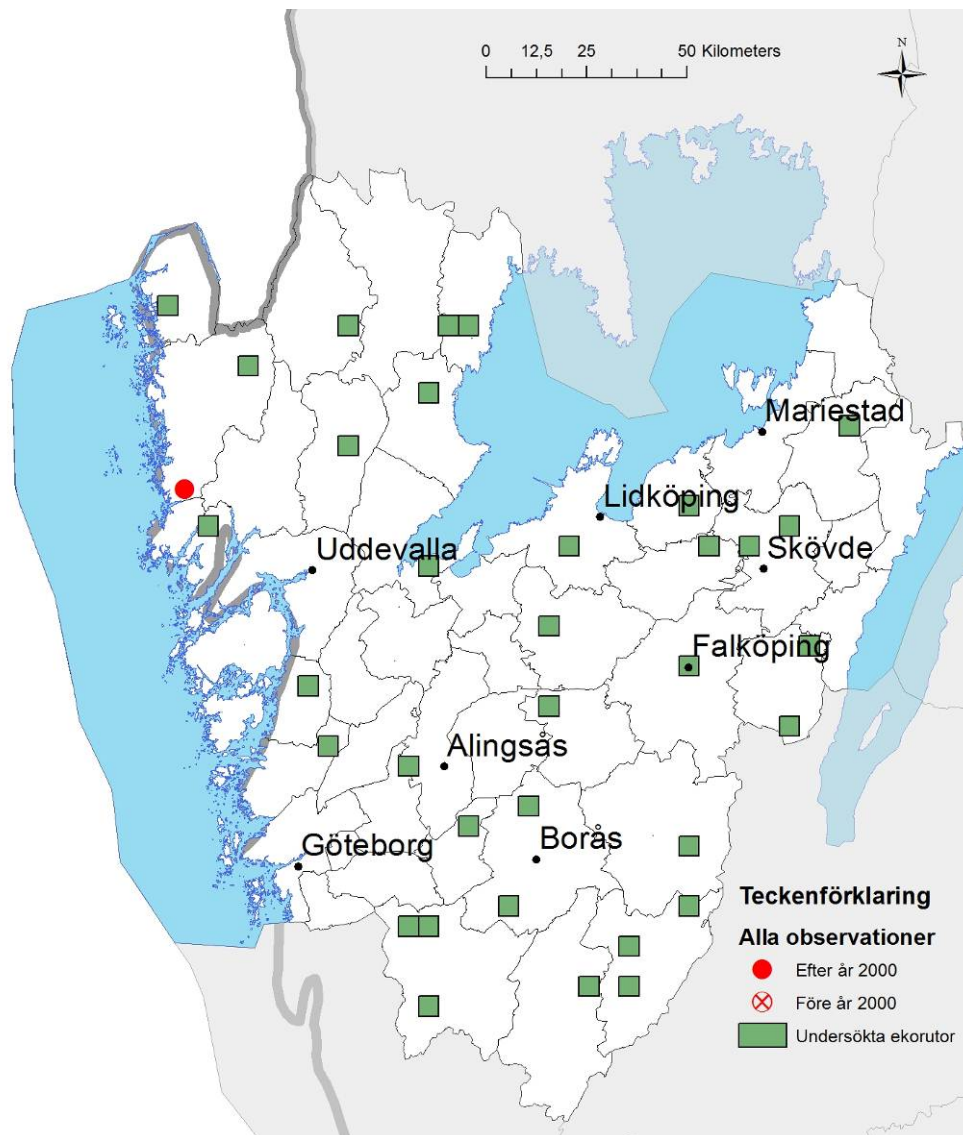 0 12,5 25 50 Kilometers
N
Mariestad
Lidköping
Skövde
Uddevalla
Falköping
Alingsås
Göteborg
Borås
Teckenförklaring
Alla observationer
Efter år 2000
Före år 2000
Undersökta ekorutor